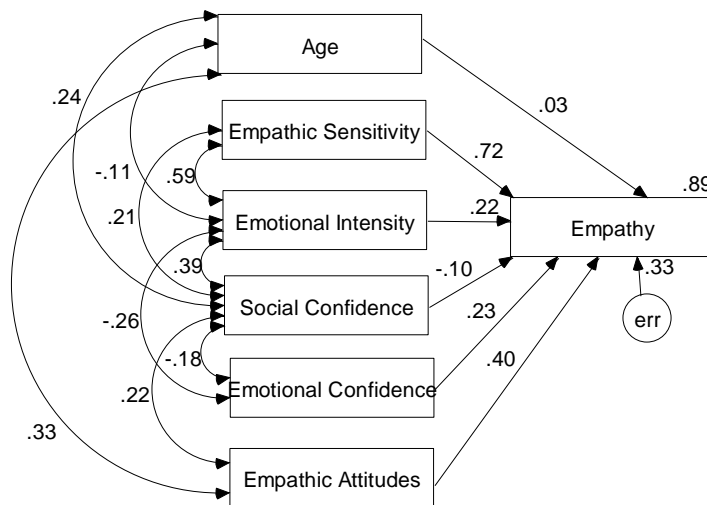 Age
.24
.03
Empathic Sensitivity
.72
-.11
.59
.89
.21
Emotional Intensity
.22
Empathy
.39
-.10
.33
Social Confidence
.23
err
-.26
-.18
.40
Emotional Confidence
.22
.33
Empathic Attitudes